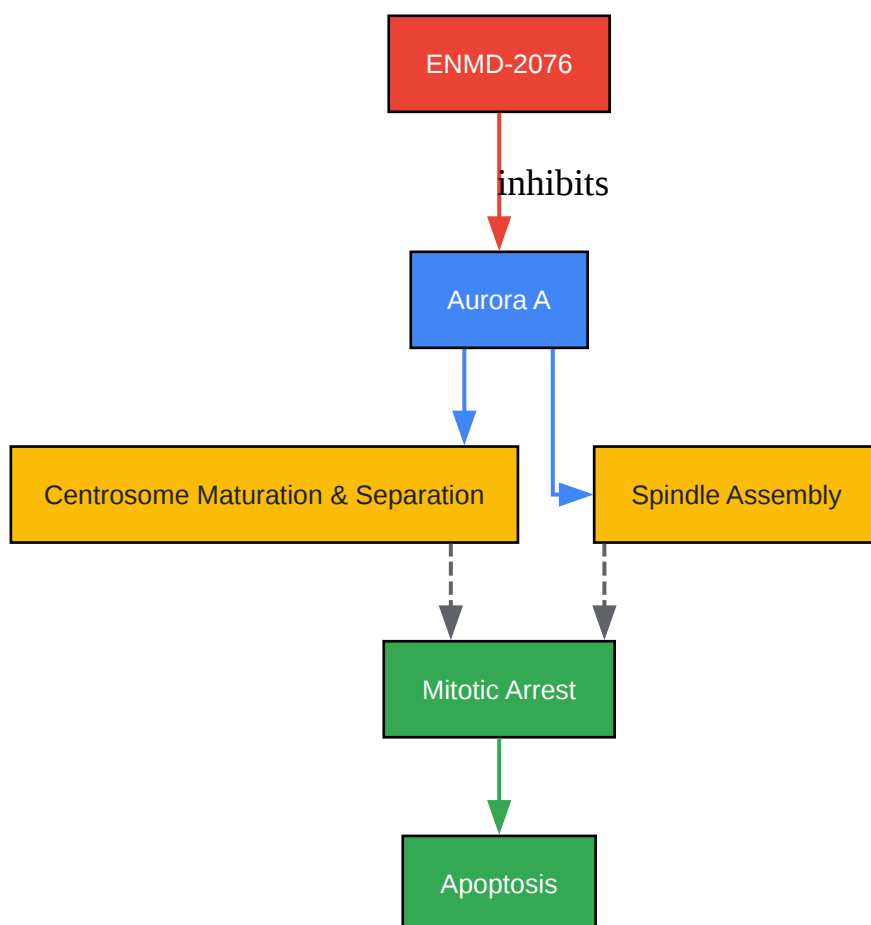 ENMD-2076
inhibits
Aurora A
Centrosome Maturation & Separation
Spindle Assembly
Mitotic Arrest
Apoptosis